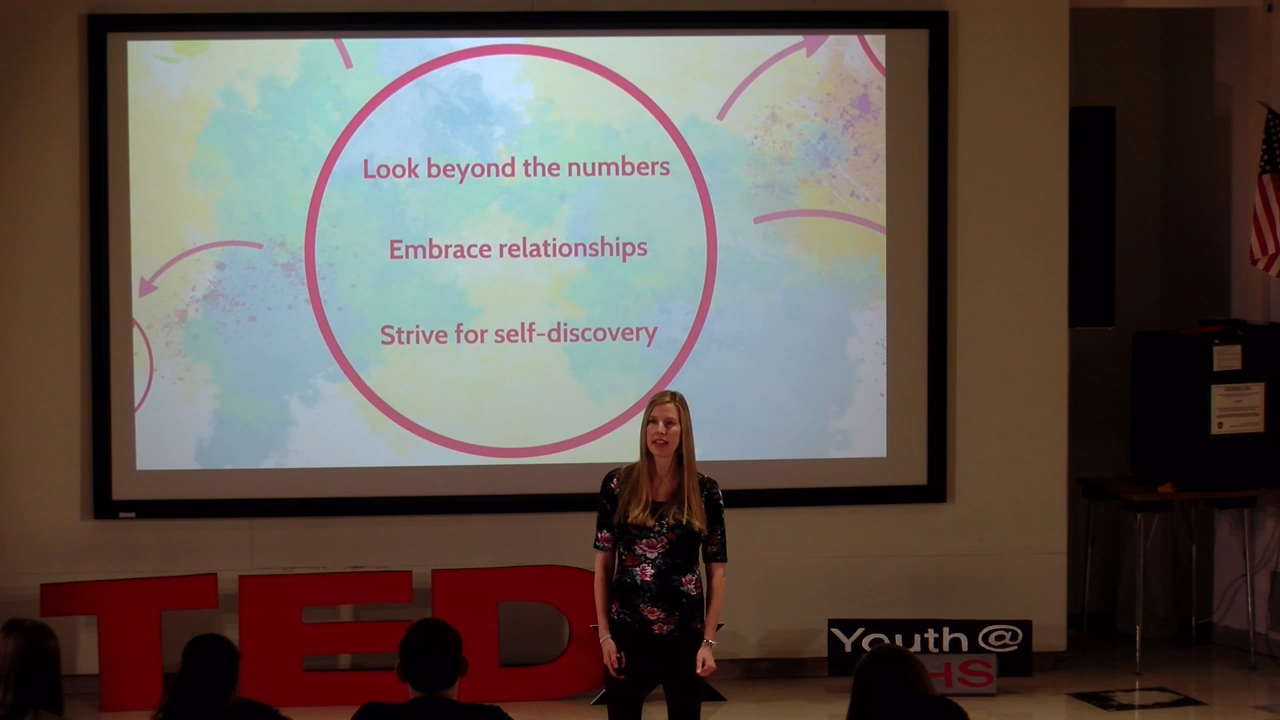 Look beyond the numbers
Embrace relationships
Strive for self-discovery
TED
Youth @
HS